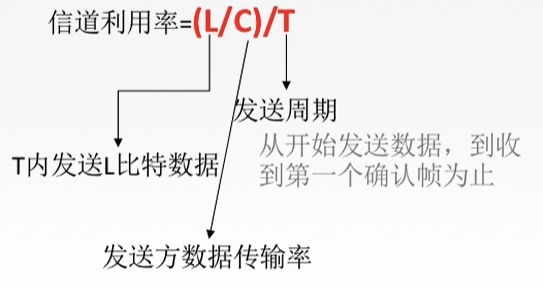 信道利用率=(L/C)/T
发送周期
从开始发送数据，到收
到第一个确认帧为止
T内发送L比特数据
发送方数据传输率